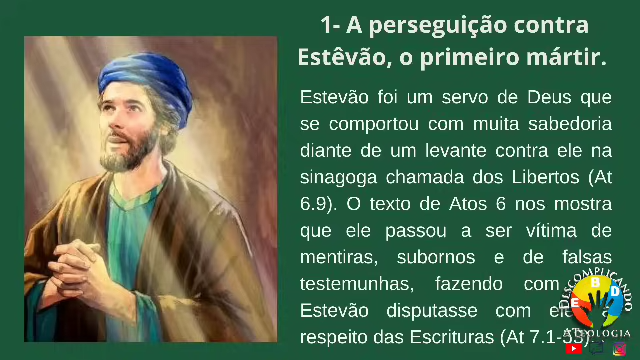 1- A perseguição contra
Estêvão, o primeiro mártir.
Estevão foi um servo de Deus que
se comportou com muita sabedoria
diante de um levante contra ele na
sinagoga chamada dos Libertos (At
6.9). O texto de Atos 6 nos mostra
que ele passou a ser vítima de
mentiras, subornos e de falsas
testemunhas, fazendo com
Estevão disputasse com
respeito das Escrituras (At 7.1-53).
DESCOMPLICANDO
E B D
A TEOLOGIA